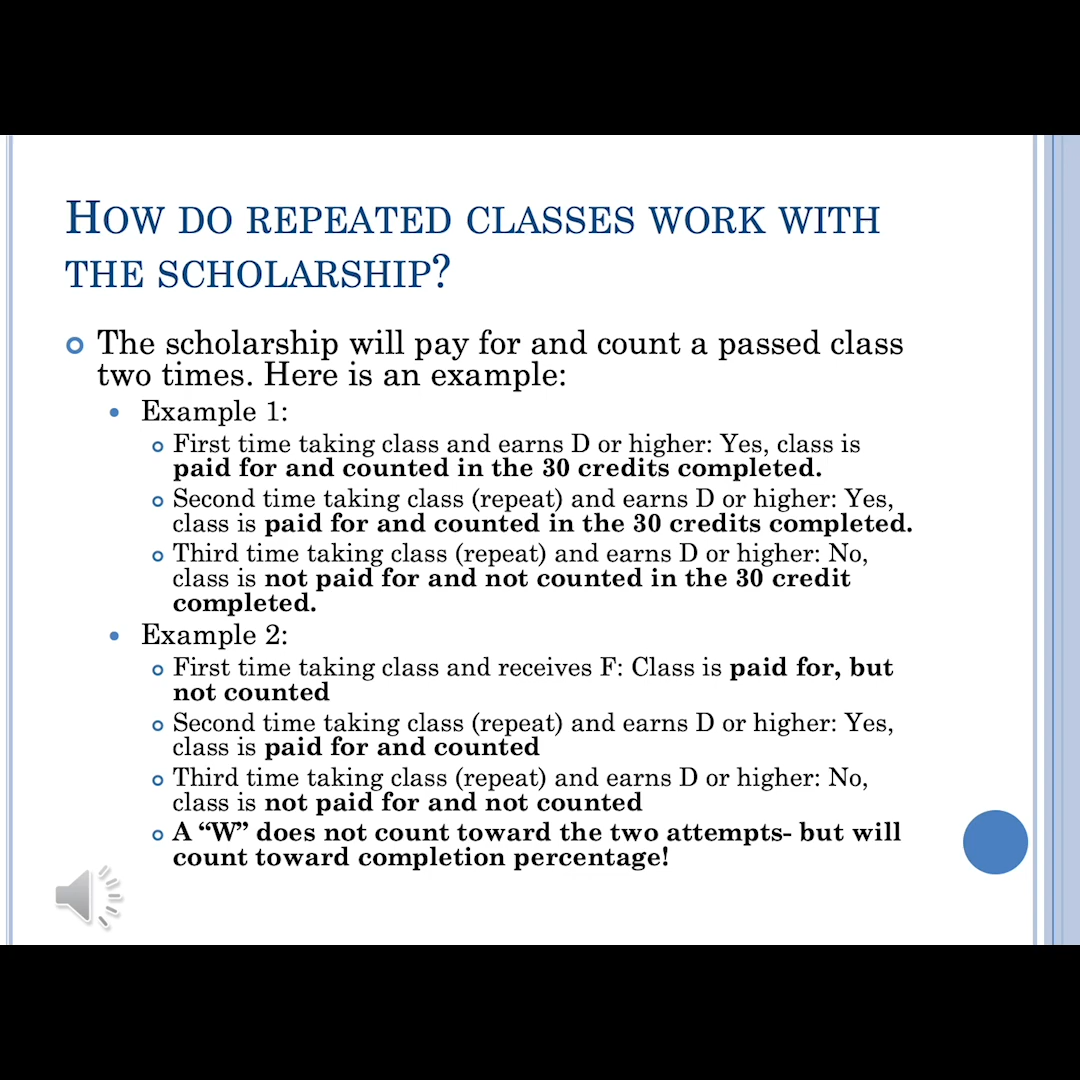 HOW DO REPEATED CLASSES WORK WITH
THE SCHOLARSHIP?
The scholarship will pay for and count a passed class
two times. Here is an example:
Example 1:
First time taking class and earns D or higher: Yes, class is
paid for and counted in the 30 credits completed.
Second time taking class (repeat) and earns D or higher: Yes,
class is paid for and counted in the 30 credits completed.
Third time taking class (repeat) and earns D or higher: No,
class is not paid for and not counted in the 30 credit
completed.
Example 2:
First time taking class and receives F: Class is paid for, but
not counted
Second time taking class (repeat) and earns D or higher: Yes,
class is paid for and counted
Third time taking class (repeat) and earns D or higher: No,
class is not paid for and not counted
A “W” does not count toward the two attempts- but will
count toward completion percentage!